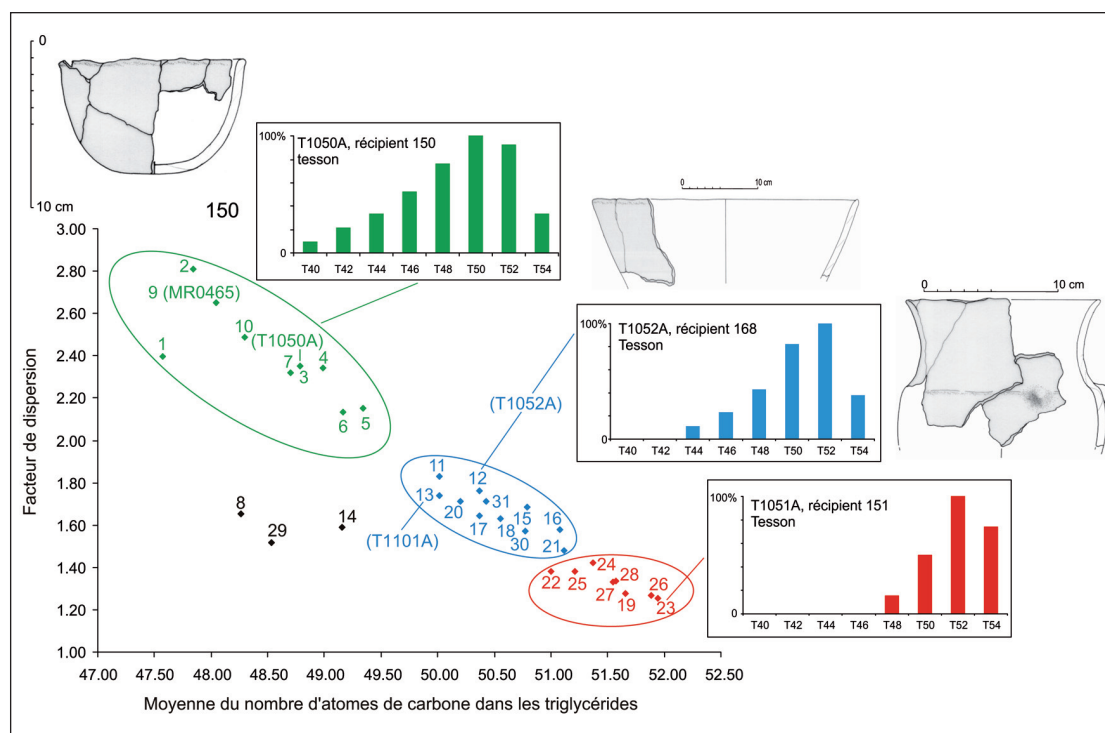 0
10 cm
150
T1050A, récipient 150
tesson
100%
0
T40 T42 T44 T46 T48 T50 T52 T54
0 10 cm
T1052A, récipient 168
Tesson
100%
0
T40 T42 T44 T46 T48 T50 T52 T54
0 10 cm
T1051A, récipient 151
Tesson
100%
0
T40 T42 T44 T46 T48 T50 T52 T54
Facteur de dispersion
3.00
2.80
2.60
2.40
2.20
2.00
1.80
1.60
1.40
1.20
1.00
2
9 (MR0465)
10
(T1050A)
1
7
3
4
6
5
(T1052A)
11
12
13
31
20
15
16
17
18
(T1101A)
30
21
8
29
14
24
22
25
28
26
27
19
23
47.00 47.50 48.00 48.50 49.00 49.50 50.00 50.50 51.00 51.50 52.00 52.50
Moyenne du nombre d'atomes de carbone dans les triglycérides